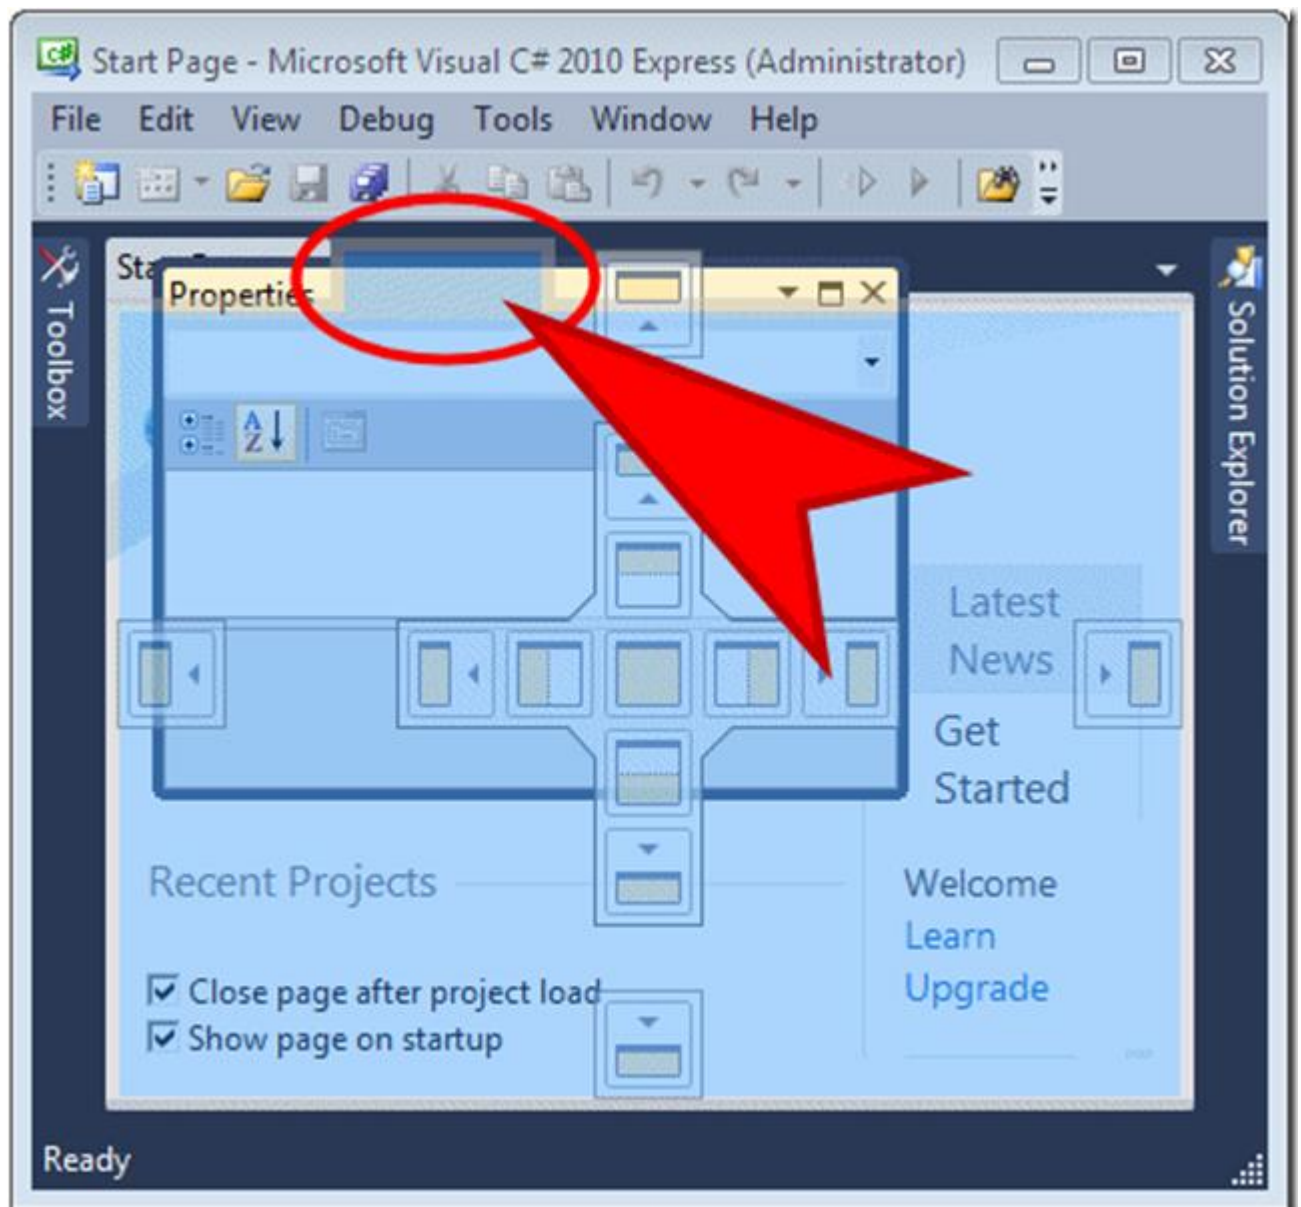 Start Page - Microsoft Visual C# 2010 Express (Administrator)
File Edit View Debug Tools Window Help
Toolbox
Properties
Solution Explorer
Latest
News
Get
Started
Recent Projects
Welcome
Learn
Upgrade
Close page after project load
Show page on startup
Ready